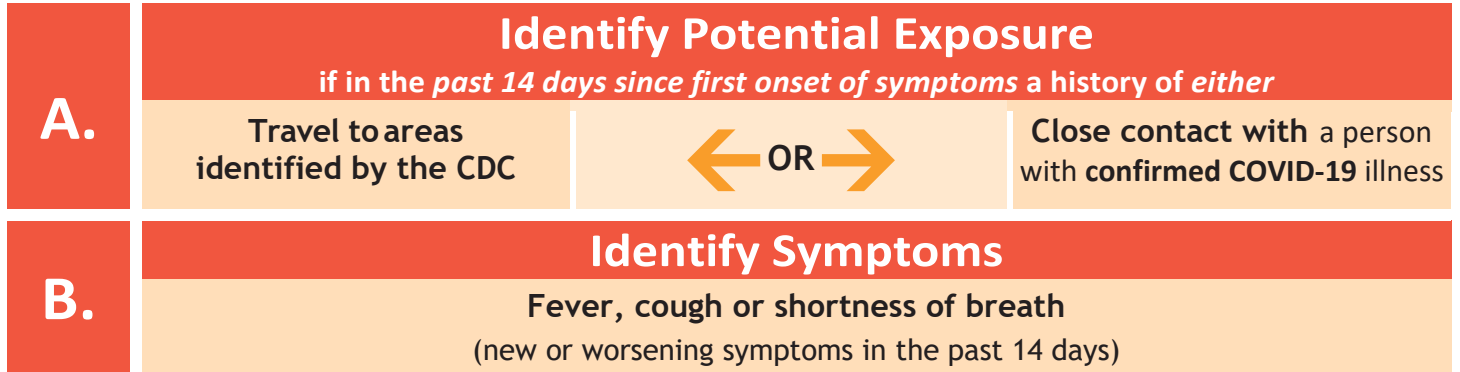 A.
Identify Potential Exposure
if in the past 14 days since first onset of symptoms a history of either
Travel to areas
identified by the CDC
OR
Close contact with a person
with confirmed COVID-19 illness
B.
Identify Symptoms
Fever, cough or shortness of breath
(new or worsening symptoms in the past 14 days)